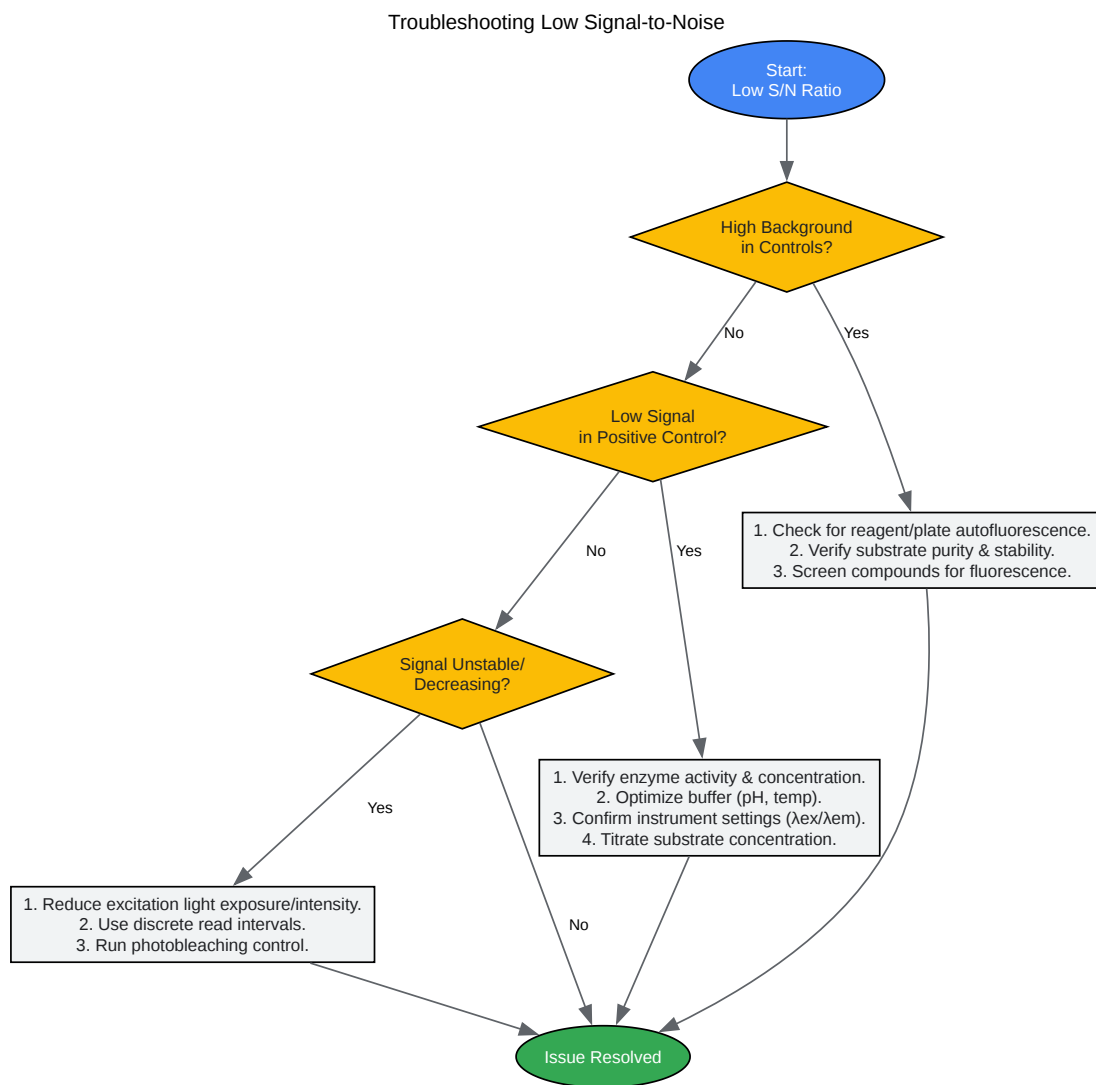 Troubleshooting Low Signal-to-Noise
Start:
Low S/N Ratio
High Background
in Controls?
No
Yes
Low Signal
in Positive Control?
No
Yes
1. Check for reagent/plate autofluorescence.
2. Verify substrate purity & stability.
3. Screen compounds for fluorescence.
Signal Unstable/
Decreasing?
Yes
No
1. Verify enzyme activity & concentration.
2. Optimize buffer (pH, temp).
3. Confirm instrument settings (λex/λem).
4. Titrate substrate concentration.
1. Reduce excitation light exposure/intensity.
2. Use discrete read intervals.
3. Run photobleaching control.
Issue Resolved